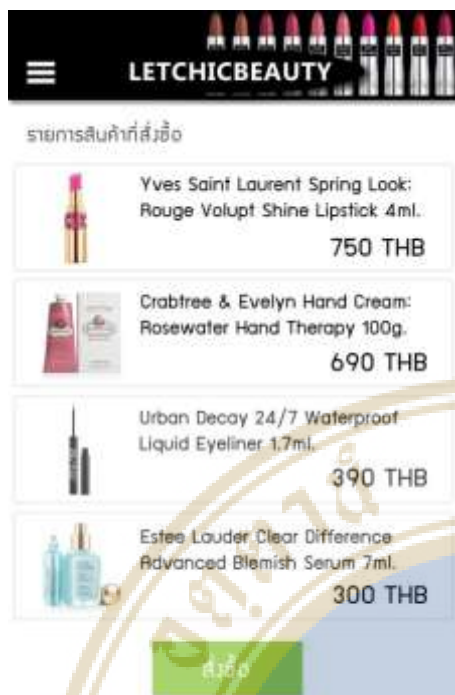 LETCHICBEAUTY
รายการสินค้าที่สั่งซื้อ
Yves Saint Laurent Spring Look:
Rouge Volupt Shine Lipstick 4ml.
750 THB
Crabtree & Evelyn Hand Cream:
Rosewater Hand Therapy 100g.
690 THB
Urban Decay 24/7 Waterproof
Liquid Eyeliner 1.7ml.
390 THB
Estee Lauder Clear Difference
Advanced Blemish Serum 7ml.
300 THB
สั่งซื้อ